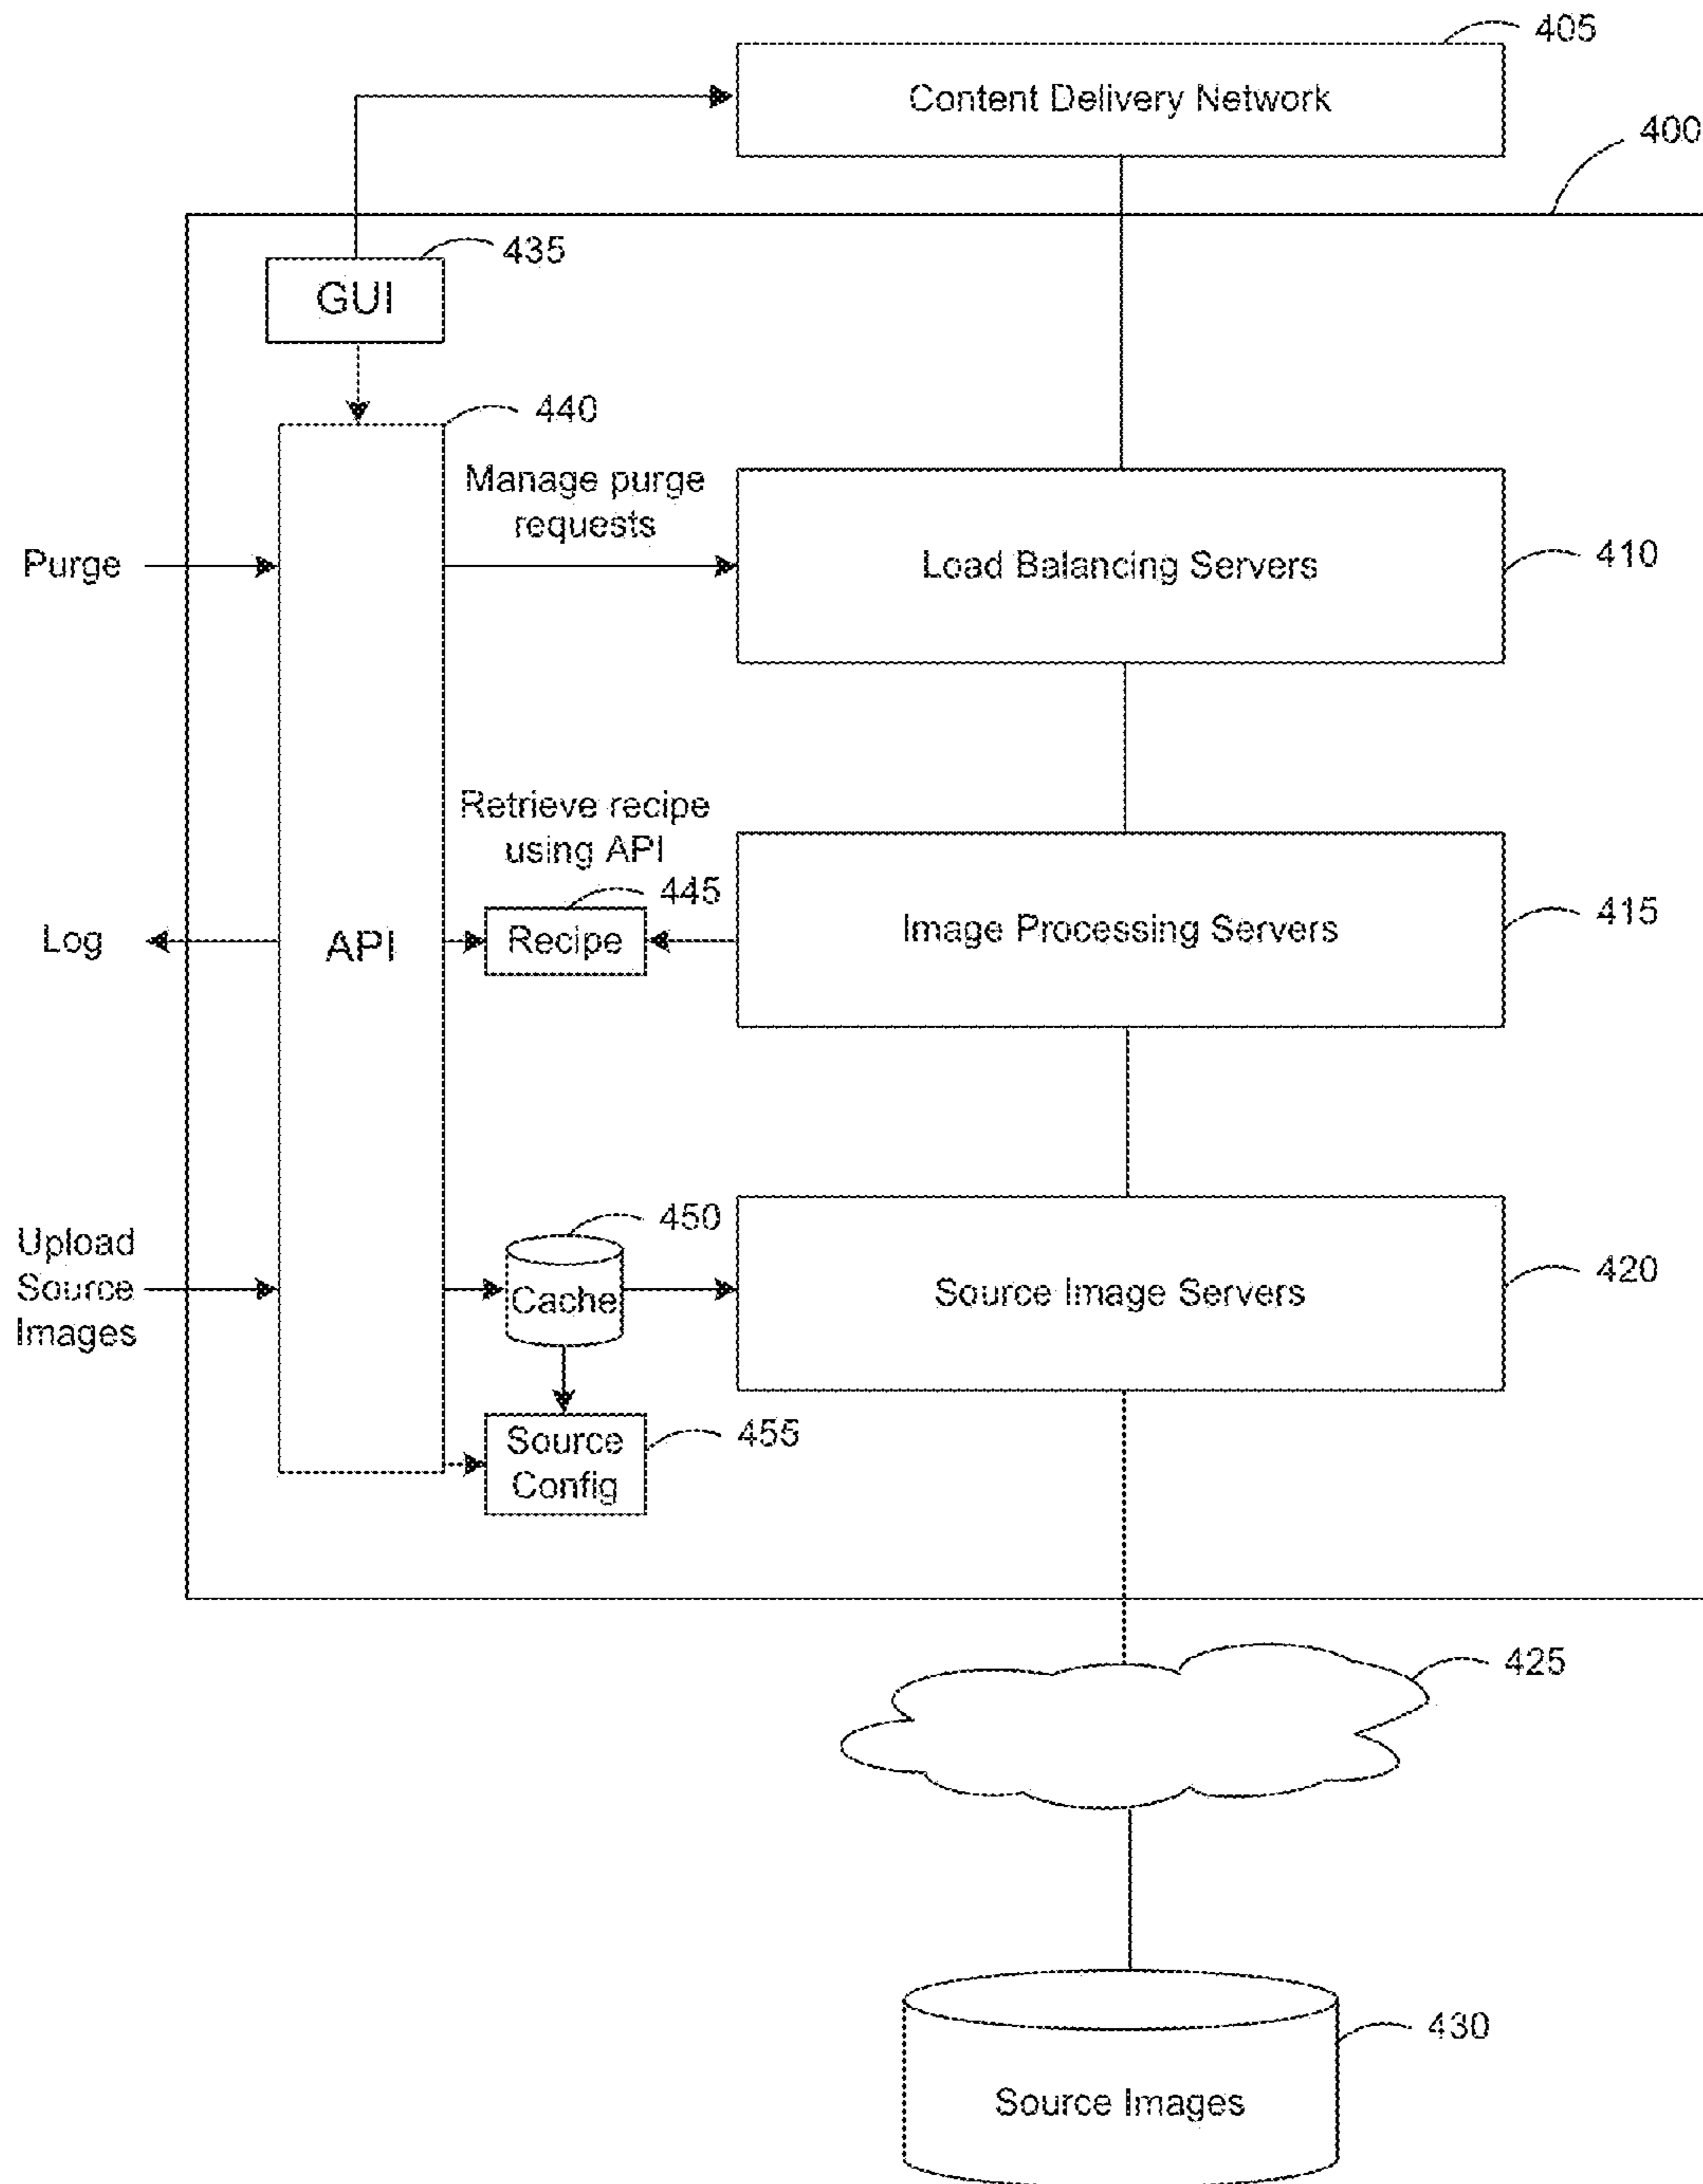 405
Content Delivery Network
400
435
GUI
440
Manage purge
requests
Purge
Load Balancing Servers
410
Retrieve recipe
using API
445
415
Log
API
Recipe
Image Processing Servers
450
Upload
Source
Images
Cache
Source Image Servers
420
455
Source
Config
425
430
Source Images